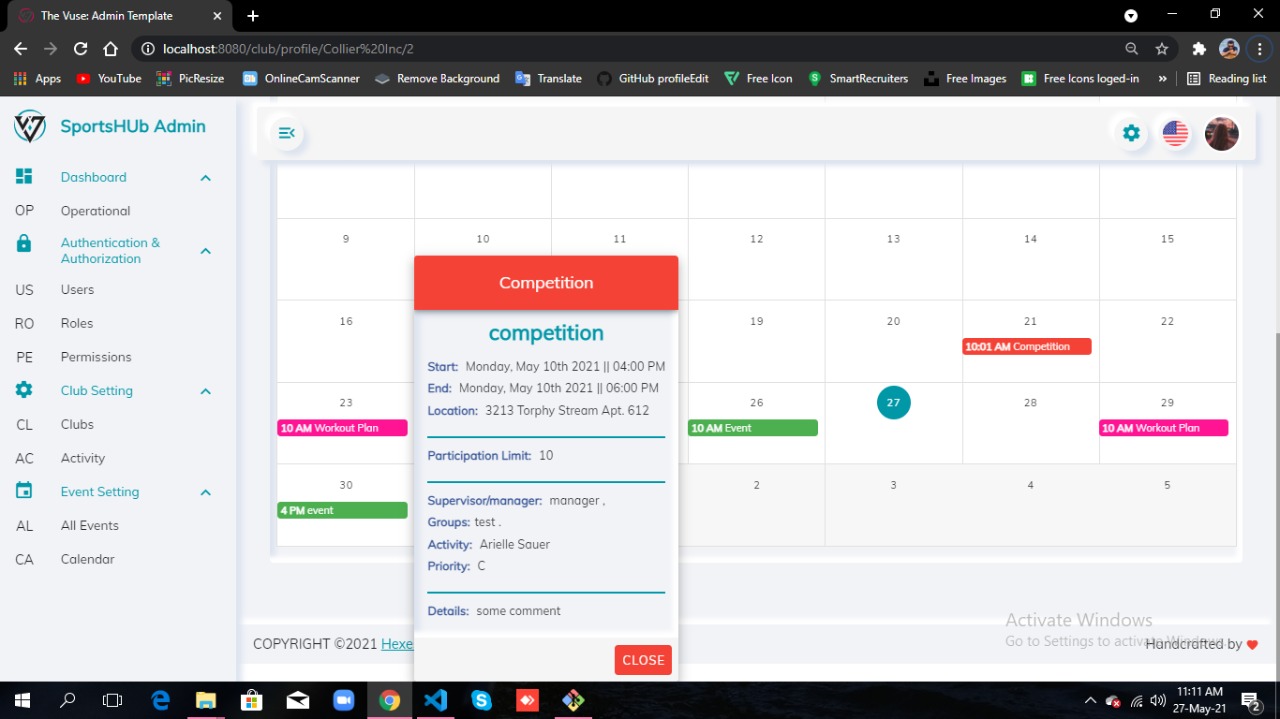 The Vuse: Admin Template
localhost:8080/club/profile/Collier%20Inc/2
Apps YouTube PicResize OnlineCamScanner Remove Background Translate GitHub profileEdit Free Icon SmartRecruiters Free Images Free Icons loged-in » Reading list
SportsHUb Admin
Dashboard
OP Operational
Authentication &
Authorization
US Users
RO Roles
PE Permissions
Club Setting
CL Clubs
AC Activity
Event Setting
AL All Events
CA Calendar
9 10 11 12 13 14 15
16 19 20 21 22
10:01 AM Competition
23 26 27 28 29
10 AM Workout Plan 10 AM Event 10 AM Workout Plan
30 2 3 4 5
4 PM event
Competition
competition
Start: Monday, May 10th 2021 || 04:00 PM
End: Monday, May 10th 2021 || 06:00 PM
Location: 3213 Torphy Stream Apt. 612
Participation Limit: 10
Supervisor/manager: manager ,
Groups: test .
Activity: Arielle Sauer
Priority: C
Details: some comment
CLOSE
COPYRIGHT ©2021 Hexe
Handcrafted by
Activate Windows
Go to Settings to activate Windows.
11:11 AM
27-May-21
2